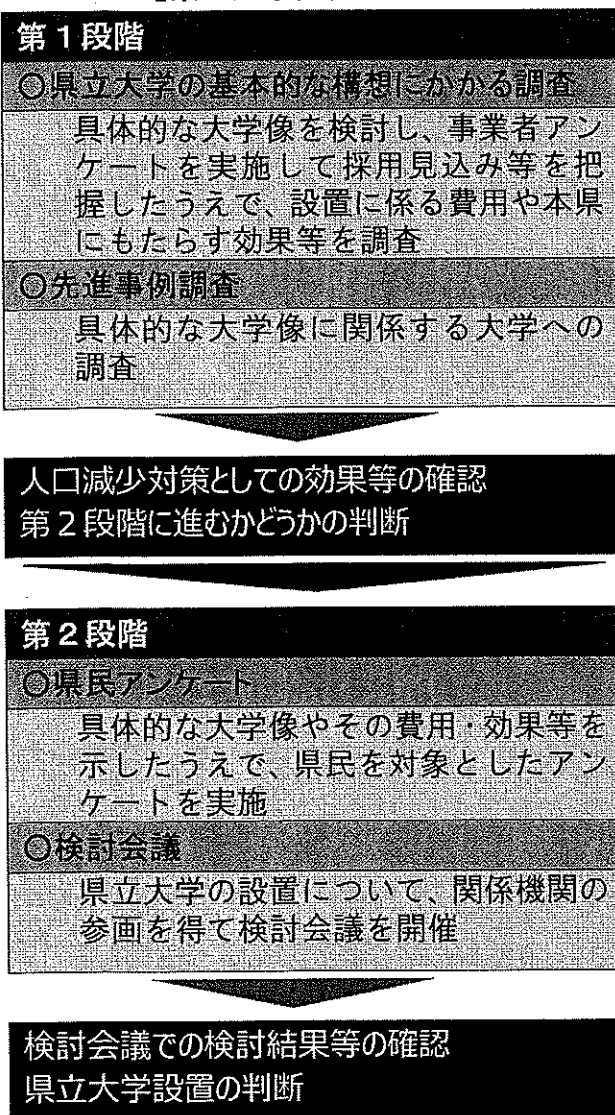 第1段階
○県立大学の基本的な構想にかかる調査
具体的な大学像を検討し、事業者アン
ケートを実施して採用見込み等を把
握したうえで、設置に係る費用や本県
にもたらす効果等を調査
○先進事例調査
具体的な大学像に関係する大学への
調査
人口減少対策としての効果等の確認
第2段階に進むかどうかの判断
第2段階
○県民アンケート
具体的な大学像やその費用・効果等を
示したうえで、県民を対象としたアン
ケートを実施
○検討会議
県立大学の設置について、関係機関の
参画を得て検討会議を開催
検討会議での検討結果等の確認
県立大学設置の判断